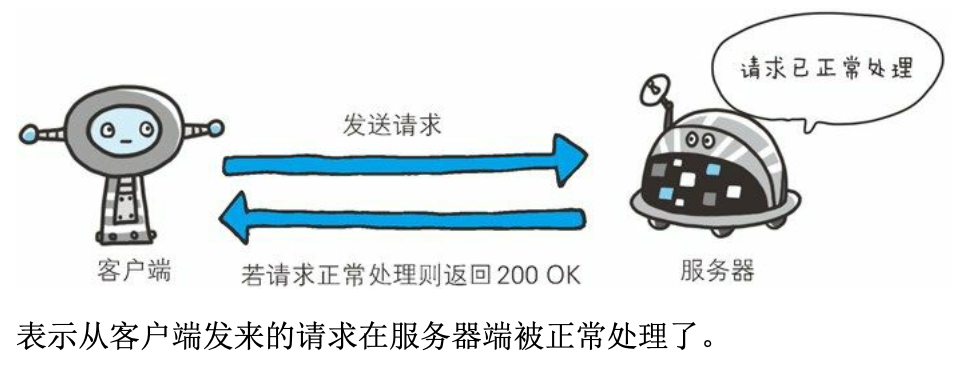 请求已正常处理
发送请求
客户端
若请求正常处理则返回 200 OK
服务器
表示从客户端发来的请求在服务器端被正常处理了。